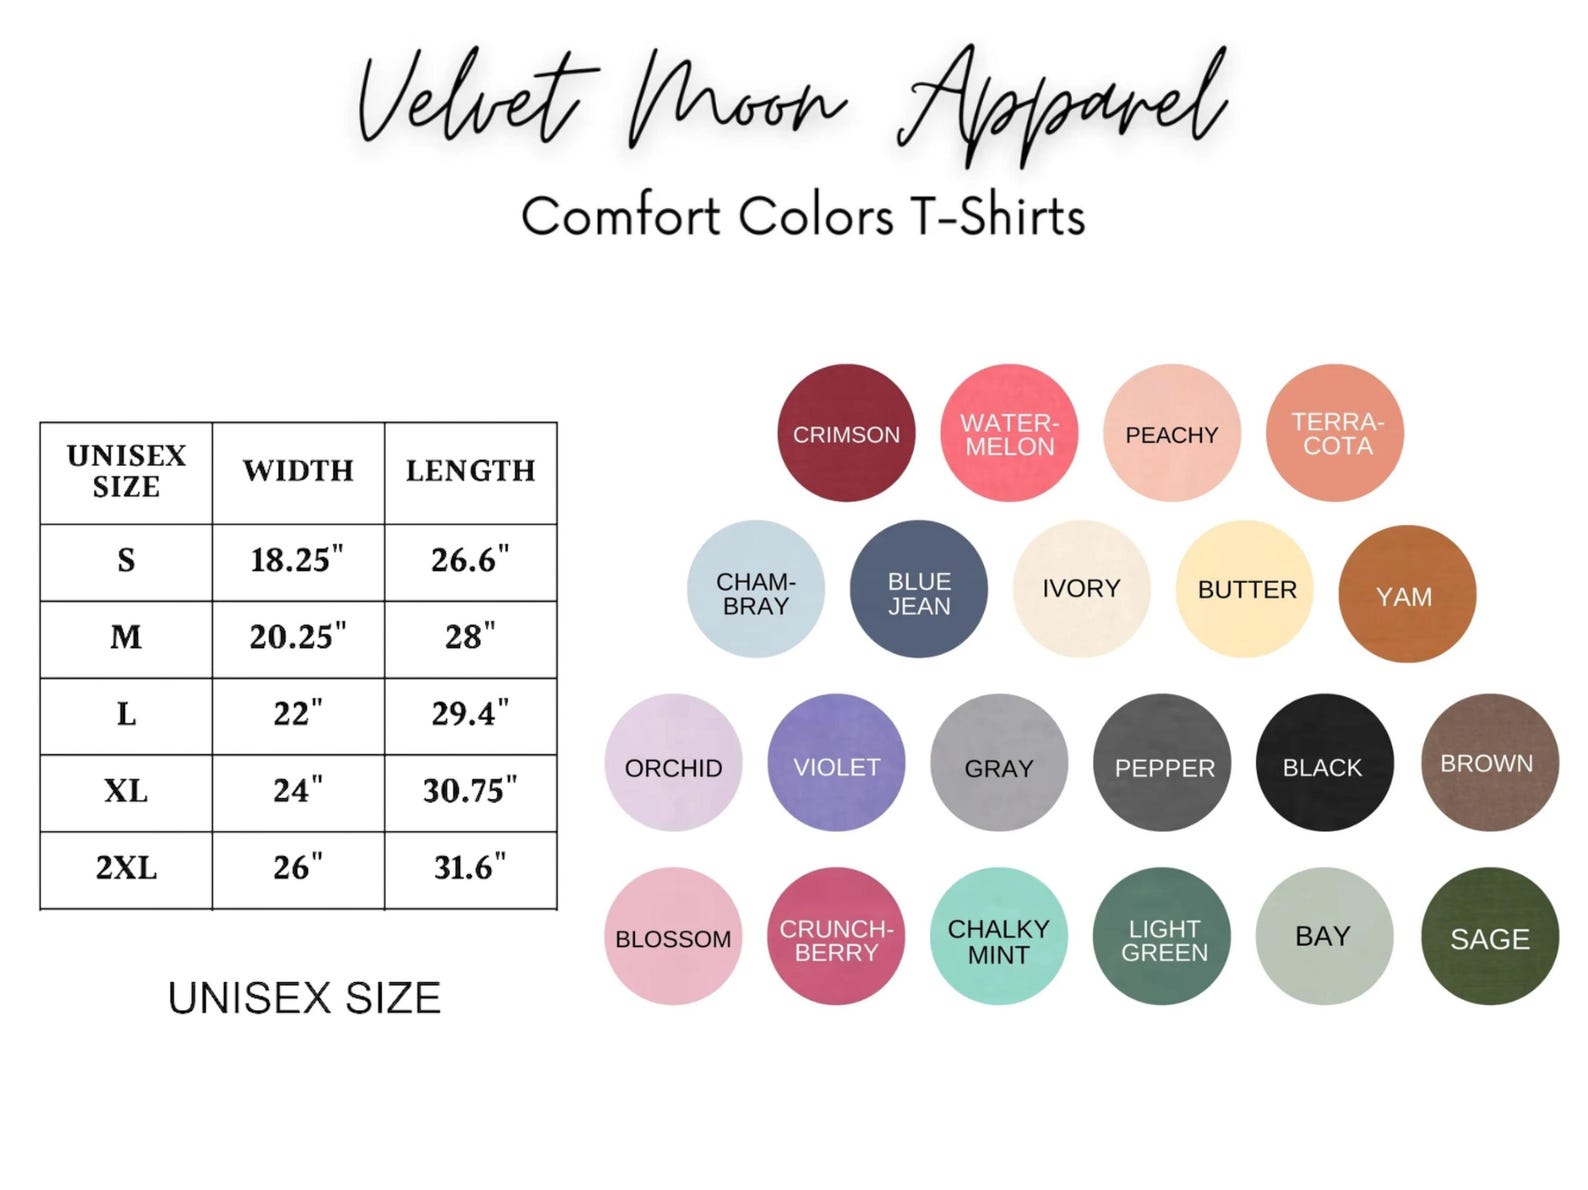 Velvet Moon Apparel
Comfort Colors T-Shirts
UNISEX SIZE WIDTH LENGTH
S 18.25" 26.6"
M 20.25" 28"
L 22" 29.4"
XL 24" 30.75"
2XL 26" 31.6"
UNISEX SIZE
CRIMSON
WATER-
MELON
PEACHY
TERRA-
COTA
CHAM-
BRAY
BLUE
JEAN
IVORY
BUTTER
YAM
ORCHID
VIOLET
GRAY
PEPPER
BLACK
BROWN
BLOSSOM
CRUNCH-
BERRY
CHALKY
MINT
LIGHT
GREEN
BAY
SAGE